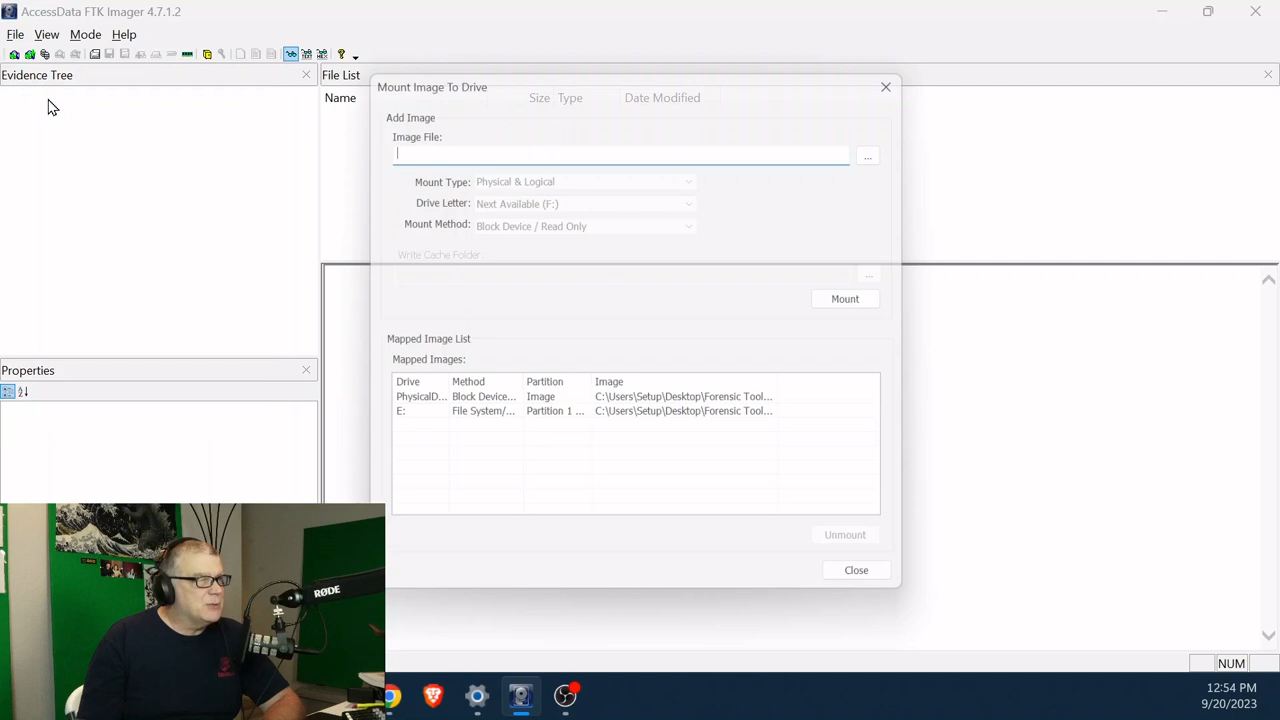 AccessData FTK Imager 4.7.1.2
File View Mode Help
Evidence Tree
File List
Name
Size Type Date Modified
Mount Image To Drive
Add Image
Image File:
...
Mount Type: Physical & Logical
Drive Letter: Next Available (F:)
Mount Method: Block Device / Read Only
Write Cache Folder
...
Mount
Mapped Image List
Mapped Images:
Drive Method Partition Image
PhysicalD... Block Device... Image C:\Users\Setup\Desktop\Forensic Tool...
E: File System/... Partition 1 ... C:\Users\Setup\Desktop\Forensic Tool...
Unmount
Close
Properties
RØDE
NUM
12:54 PM
9/20/2023